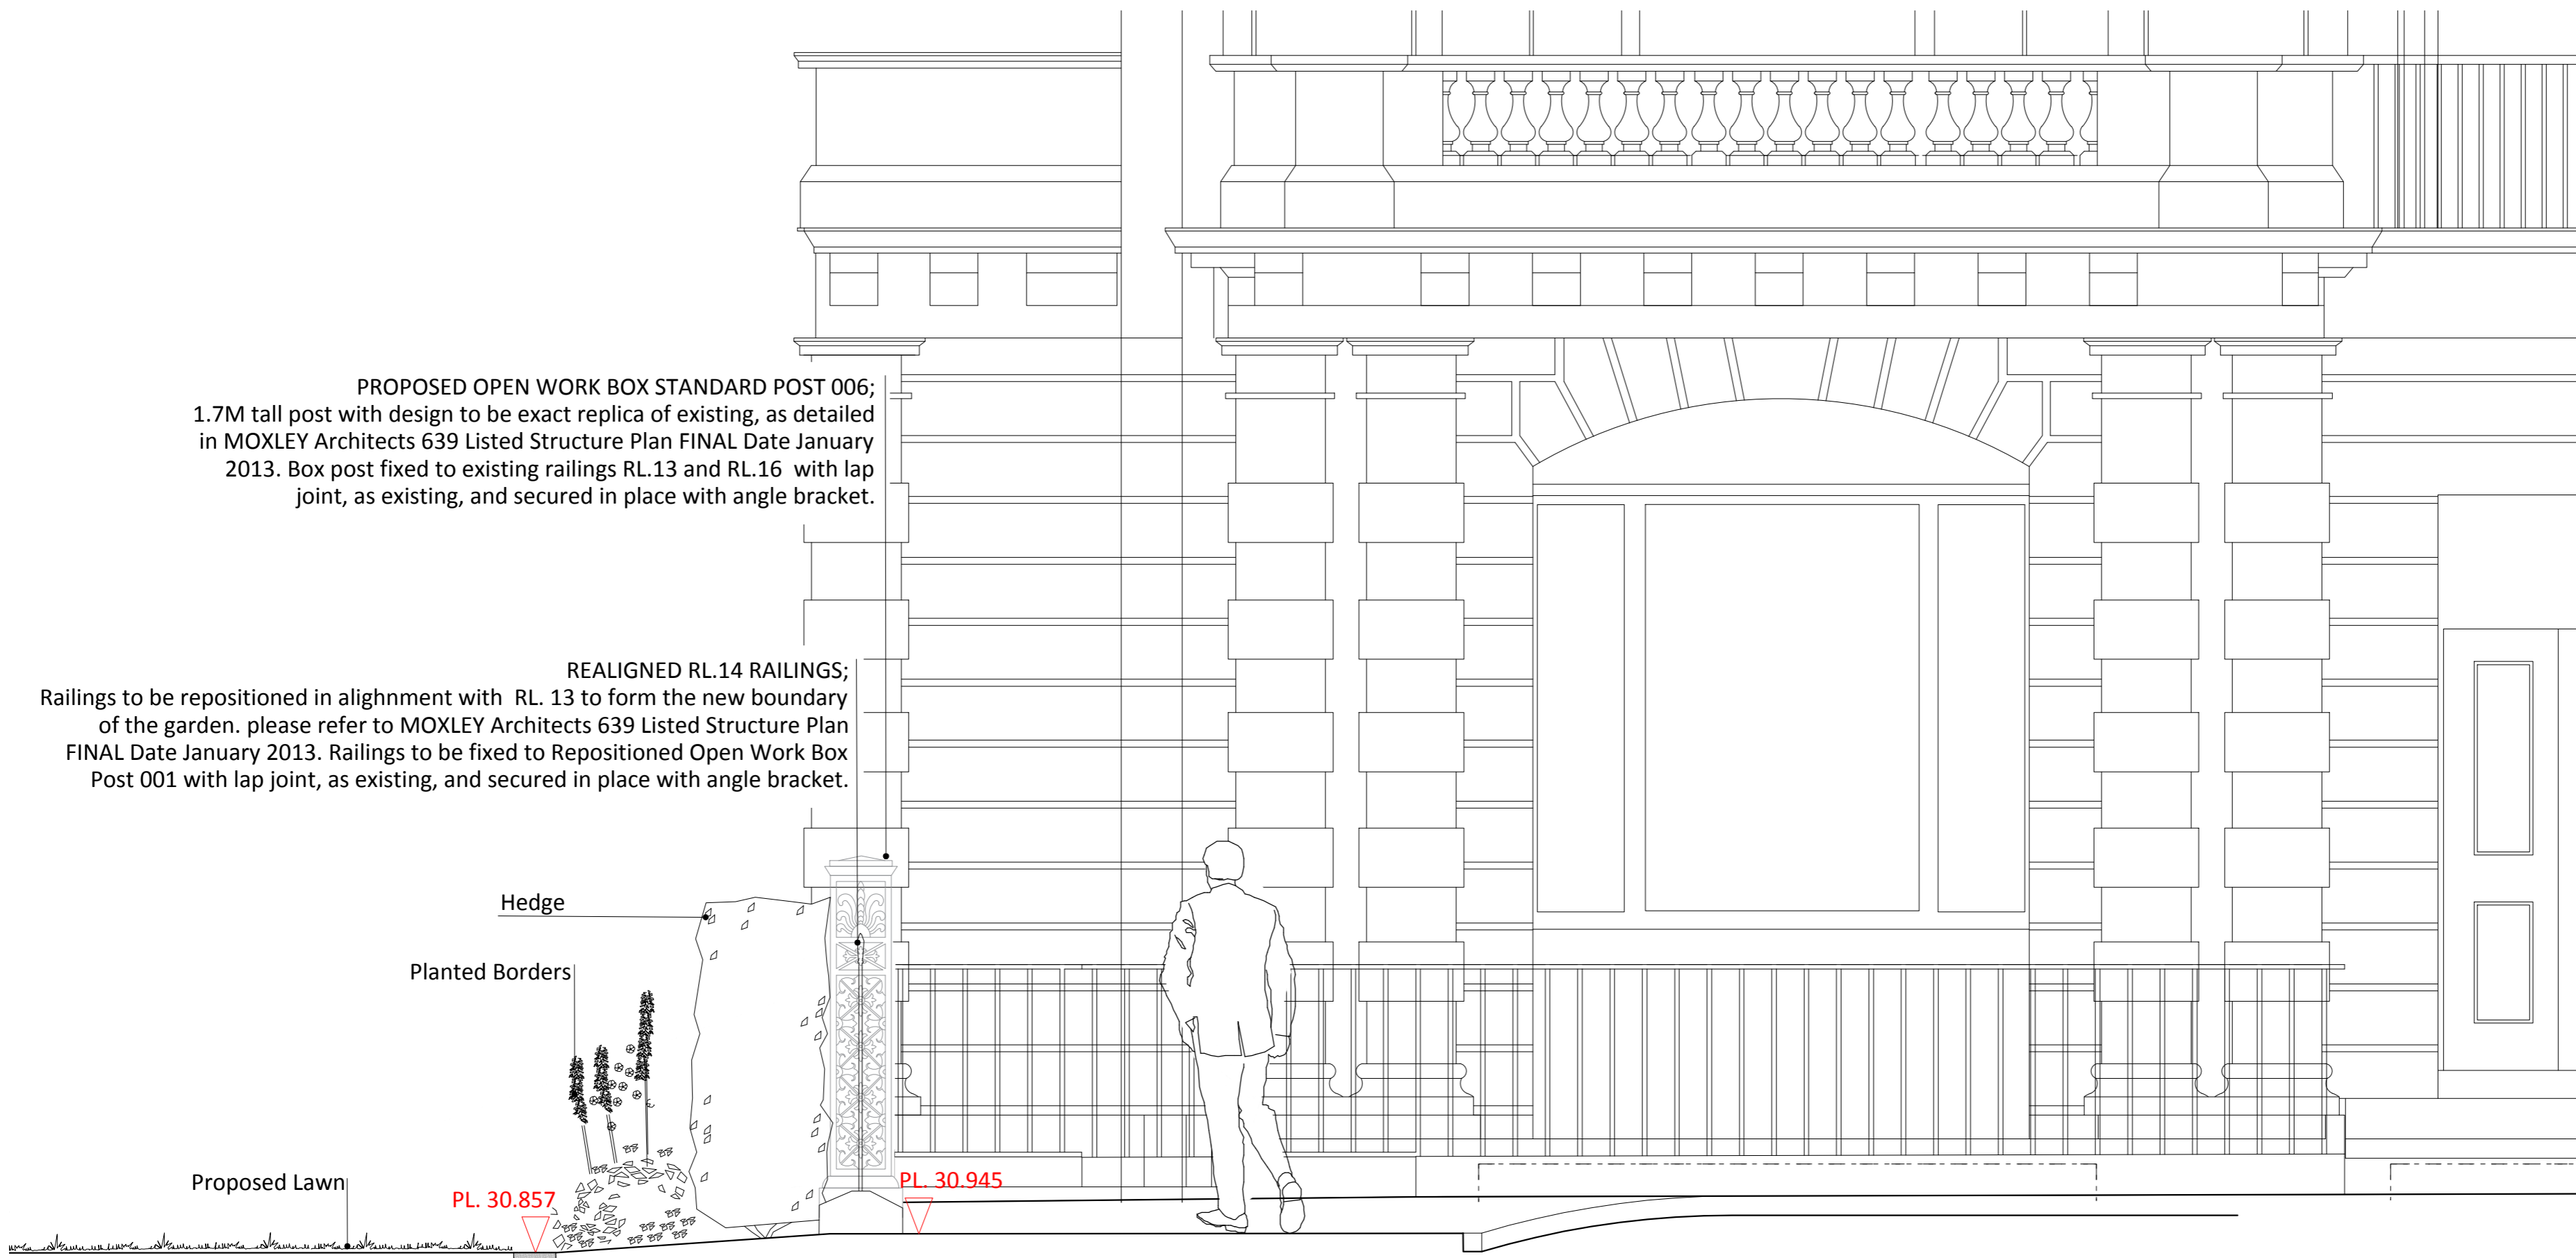 PROPOSED OPEN WORK BOX STANDARD POST 006;
1.7M tall post with design to be exact replica of existing, as detailed
in MOXLEY Architects 639 Listed Structure Plan FINAL Date January
2013. Box post fixed to existing railings RL.13 and RL.16 with lap
joint, as existing, and secured in place with angle bracket.
REALIGNED RL.14 RAILINGS;
Railings to be repositioned in alighnment with RL. 13 to form the new boundary
of the garden. please refer to MOXLEY Architects 639 Listed Structure Plan
FINAL Date January 2013. Railings to be fixed to Repositioned Open Work Box
Post 001 with lap joint, as existing, and secured in place with angle bracket.
Hedge
Planted Borders
Proposed Lawn
PL. 30.857
PL. 30.945